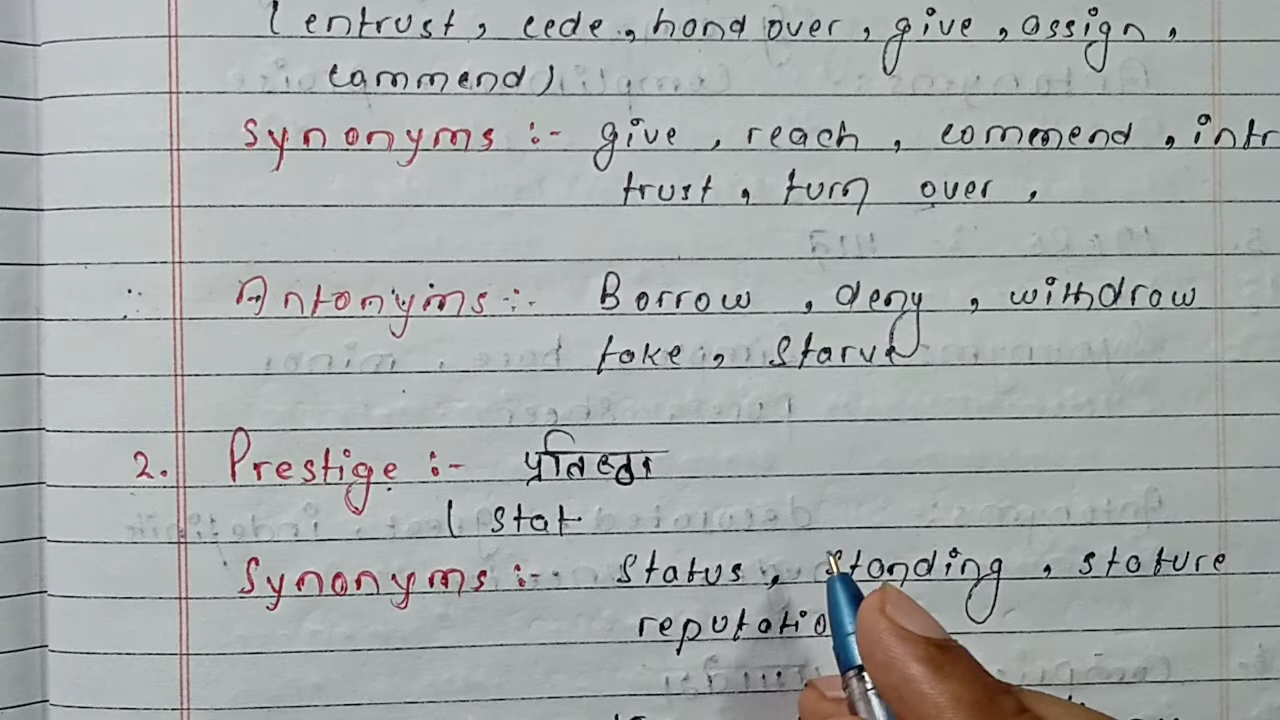 ( entrust, cede, hand over, give, assign,
commend)
Synonyms :- give, reach, commend, intr
trust, turn over,
Antonyms :- Borrow, deny, withdraw
take, starve
2. Prestige :- प्रतिष्ठा
( stat
Synonyms :- Status, standing, stature
reputatio